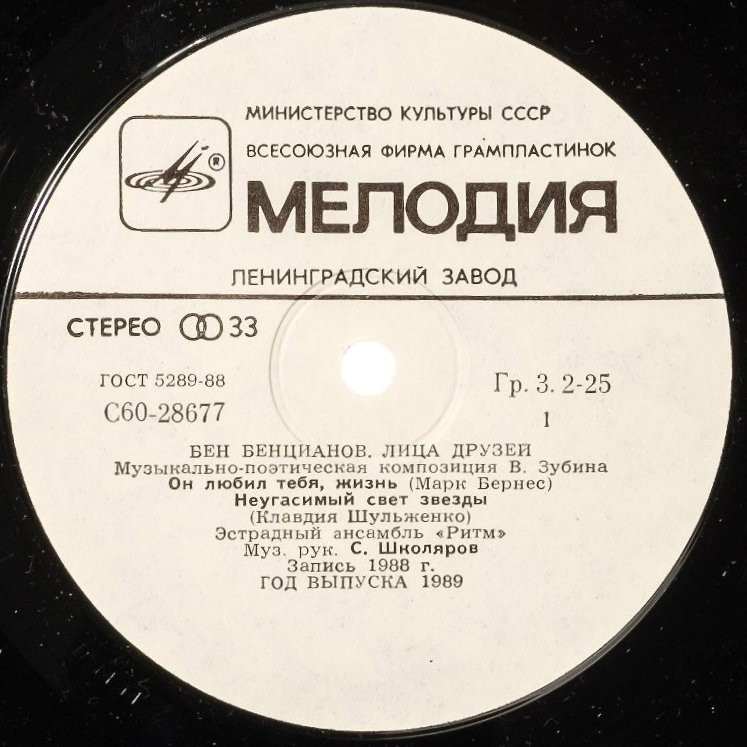 МИНИСТЕРСТВО КУЛЬТУРЫ СССР
ВСЕСОЮЗНАЯ ФИРМА ГРАМПЛАСТИНОК
®
МЕЛОДИЯ
ЛЕНИНГРАДСКИЙ ЗАВОД
СТЕРЕО 33
ГОСТ 5289-88 Гр. 3. 2-25
С60-28677 1
БЕН БЕНЦИАНОВ. ЛИЦА ДРУЗЕЙ
Музыкально-поэтическая композиция В. Зубина
Он любил тебя, жизнь (Марк Бернес)
Неугасимый свет звезды
(Клавдия Шульженко)
Эстрадный ансамбль «Ритм»
Муз. рук. С. Школяров
Запись 1988 г.
ГОД ВЫПУСКА 1989